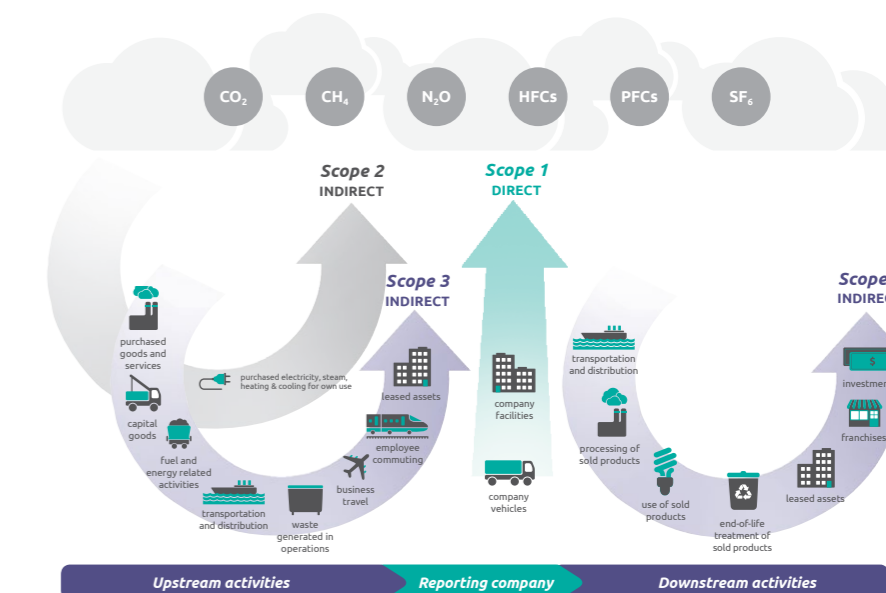 CO₂
CH₄
N₂O
HFCs
PFCs
SF₆
Scope 2
INDIRECT
Scope 1
DIRECT
Scope 3
INDIRECT
Scope
INDIRE
purchased
goods and
services
capital
goods
fuel and
energy related
activities
transportation
and distribution
waste
generated in
operations
business
travel
employee
commuting
leased assets
purchased electricity, steam,
heating & cooling for own use
company
facilities
company
vehicles
transportation
and distribution
processing of
sold products
use of sold
products
end-of-life
treatment of
sold products
leased assets
franchises
$
investmen
Upstream activities
Reporting company
Downstream activities